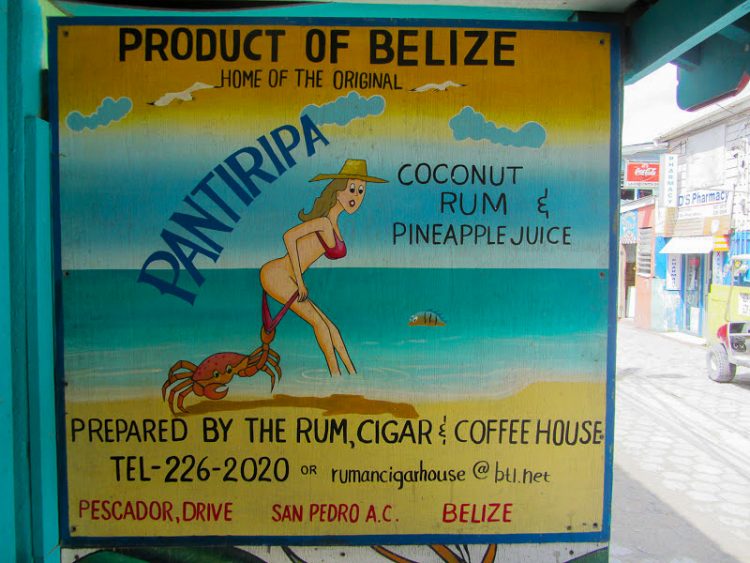 PRODUCT OF BELIZE
HOME OF THE ORIGINAL
PANTIRIPA
COCONUT
RUM &
PINEAPPLE JUICE
PREPARED BY THE RUM, CIGAR & COFFEE HOUSE
TEL-226-2020 OR rumancigarhouse@btl.net
PESCADOR, DRIVE SAN PEDRO A.C. BELIZE
Coca-Cola
PHARMACY
D'S Pharmacy